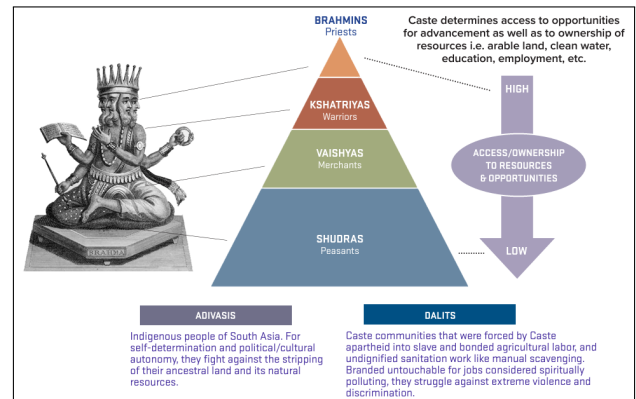 BRAHMINS
Priests
Caste determines access to opportunities
for advancement as well as to ownership of
resources i.e. arable land, clean water,
education, employment, etc.
HIGH
KSHATRIYAS
Warriors
VAISHYAS
Merchants
ACCESS/OWNERSHIP
TO RESOURCES
& OPPORTUNITIES
SHUDRAS
Peasants
LOW
BRAHMA
ADIVASIS
Indigenous people of South Asia. For
self-determination and political/cultural
autonomy, they fight against the stripping
of their ancestral land and its natural
resources.
DALITS
Caste communities that were forced by Caste
apartheid into slave and bonded agricultural labor, and
undignified sanitation work like manual scavenging.
Branded untouchable for jobs considered spiritually
polluting, they struggle against extreme violence and
discrimination.